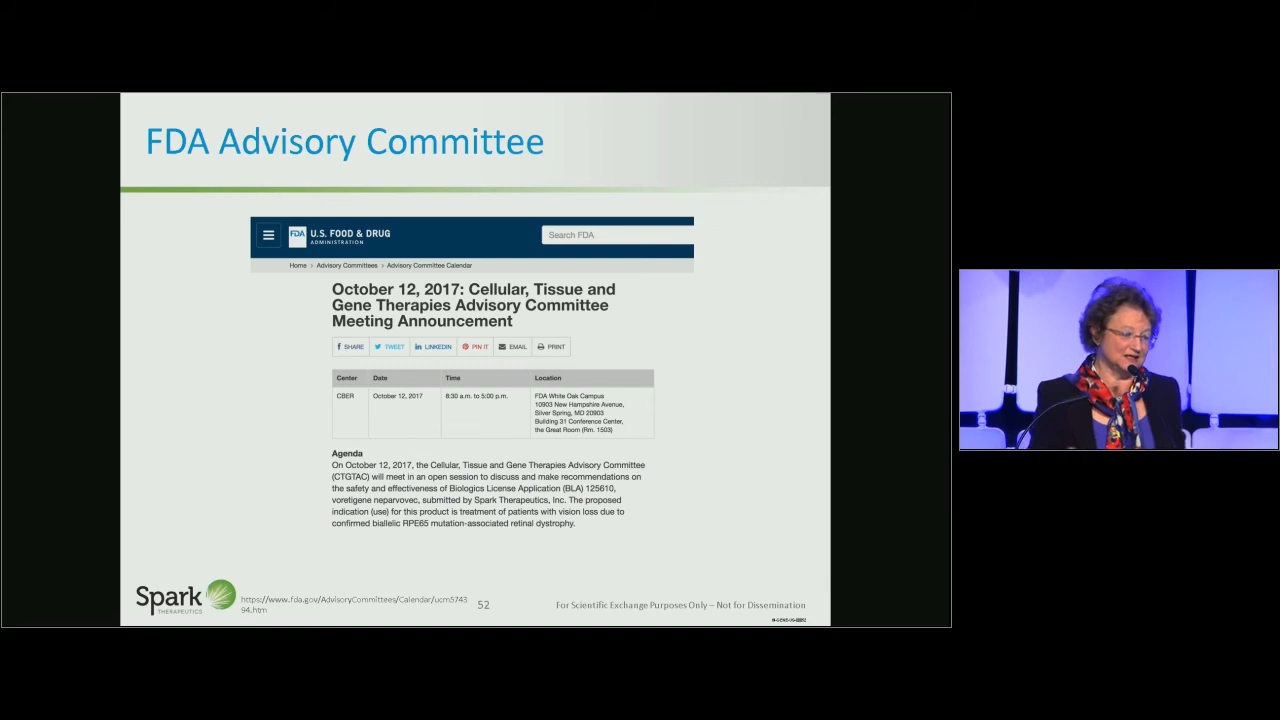 FDA Advisory Committee
FDA U.S. FOOD & DRUG
ADMINISTRATION
Search FDA
Home > Advisory Committees > Advisory Committee Calendar
October 12, 2017: Cellular, Tissue and
Gene Therapies Advisory Committee
Meeting Announcement
f SHARE TWEET in LINKEDIN PIN IT EMAIL PRINT
Center Date Time Location
CBER October 12, 2017 8:30 a.m. to 5:00 p.m. FDA White Oak Campus
10903 New Hampshire Avenue,
Silver Spring, MD 20903
Building 31 Conference Center,
the Great Room (Rm. 1503)
Agenda
On October 12, 2017, the Cellular, Tissue and Gene Therapies Advisory Committee
(CTGTAC) will meet in an open session to discuss and make recommendations on
the safety and effectiveness of Biologics License Application (BLA) 125610,
voretigene neparvovec, submitted by Spark Therapeutics, Inc. The proposed
indication (use) for this product is treatment of patients with vision loss due to
confirmed biallelic RPE65 mutation-associated retinal dystrophy.
Spark
THERAPEUTICS
https://www.fda.gov/AdvisoryCommittees/Calendar/ucm5743
94.htm
52
For Scientific Exchange Purposes Only – Not for Dissemination